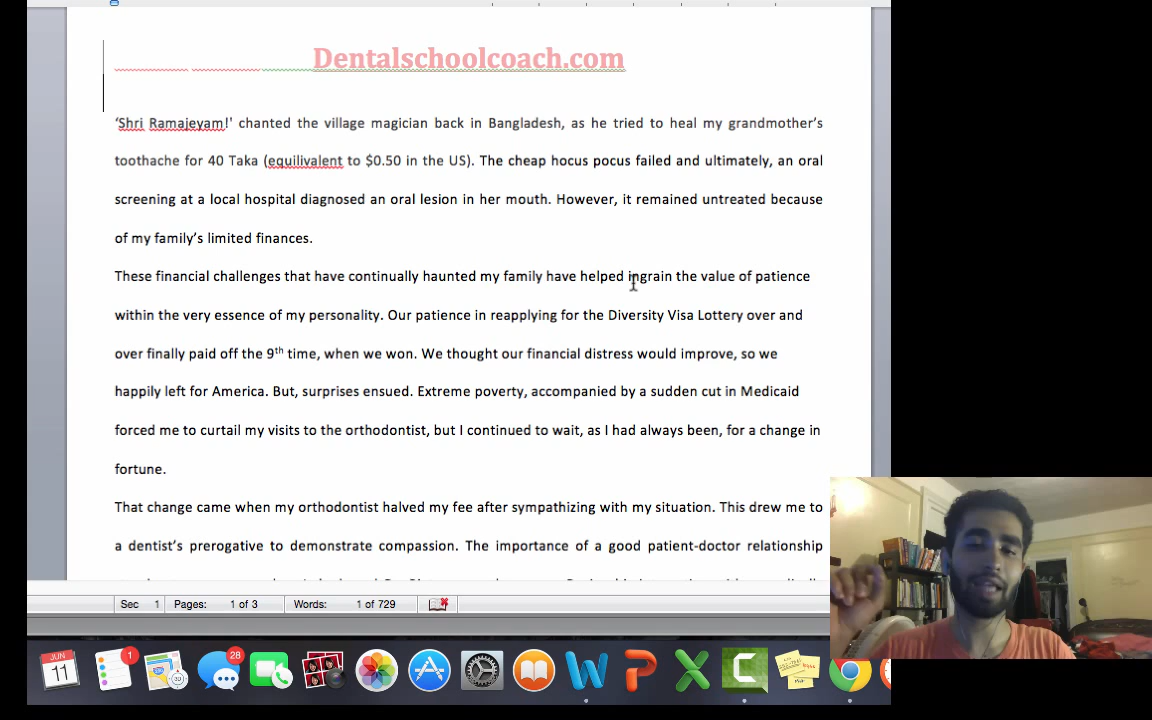 Dentalschoolcoach.com
‘Shri Ramajeyam!' chanted the village magician back in Bangladesh, as he tried to heal my grandmother’s
toothache for 40 Taka (equilivalent to $0.50 in the US). The cheap hocus pocus failed and ultimately, an oral
screening at a local hospital diagnosed an oral lesion in her mouth. However, it remained untreated because
of my family’s limited finances.
These financial challenges that have continually haunted my family have helped ingrain the value of patience
within the very essence of my personality. Our patience in reapplying for the Diversity Visa Lottery over and
over finally paid off the 9th time, when we won. We thought our financial distress would improve, so we
happily left for America. But, surprises ensued. Extreme poverty, accompanied by a sudden cut in Medicaid
forced me to curtail my visits to the orthodontist, but I continued to wait, as I had always been, for a change in
fortune.
That change came when my orthodontist halved my fee after sympathizing with my situation. This drew me to
a dentist’s prerogative to demonstrate compassion. The importance of a good patient-doctor relationship
Sec 1 Pages: 1 of 3 Words: 1 of 729
JUN
11
1
28